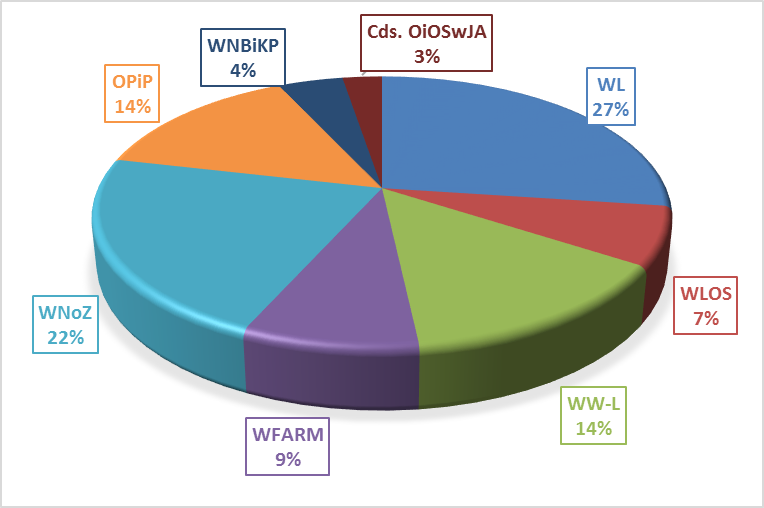 Cds. OiOSwJA
3%
WNBiKP
4%
OPiP
14%
WL
27%
WLOS
7%
WNoZ
22%
WW-L
14%
WFARM
9%